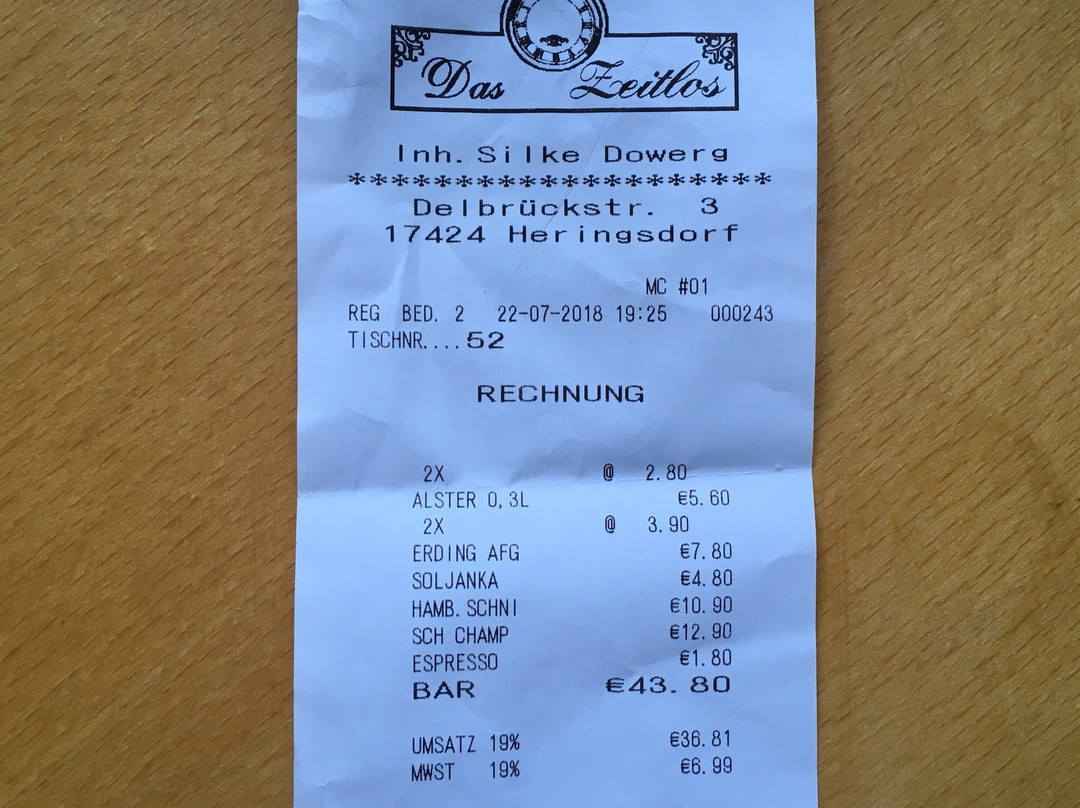 Das Zeitlos
Inh. Silke Dowerg
********************
Delbrückstr. 3
17424 Heringsdorf
MC #01
REG BED. 2 22-07-2018 19:25 000243
TISCHNR....52
RECHNUNG
2X @ 2.80
ALSTER 0,3L €5.60
2X @ 3.90
ERDING AFG €7.80
SOLJANKA €4.80
HAMB. SCHNI €10.90
SCH CHAMP €12.90
ESPRESSO €1.80
BAR €43.80
UMSATZ 19% €36.81
MWST 19% €6.99